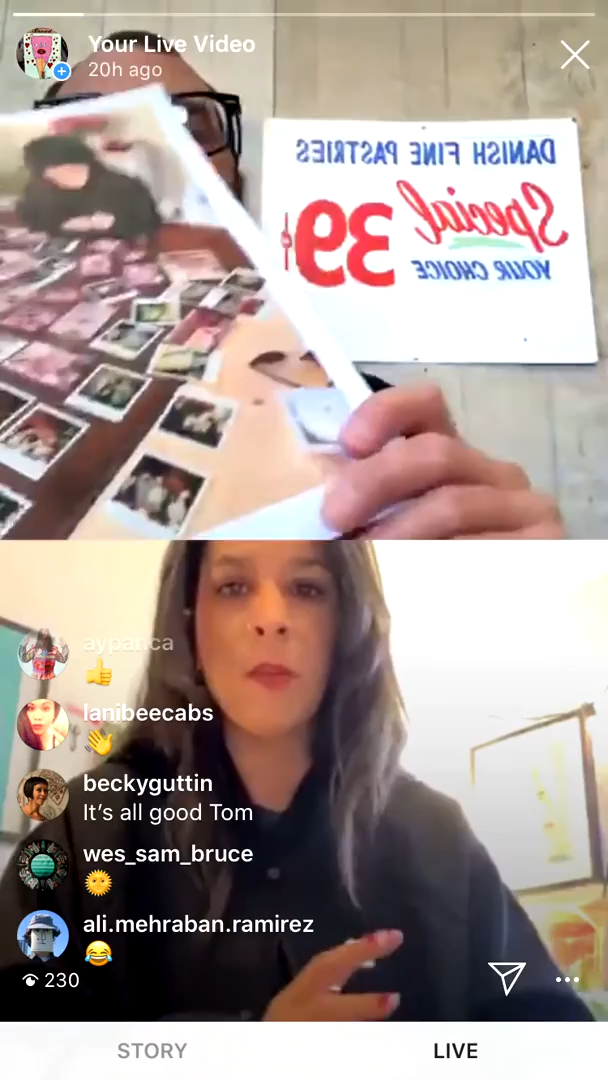 Your Live Video
20h ago
DANISH FINE PASTRIES
Special
39¢
YOUR CHOICE
aypanca
👍
lanibeecabs
👋
beckyguttin
It's all good Tom
wes_sam_bruce
🌞
ali.mehraban.ramirez
😂
230
STORY
LIVE